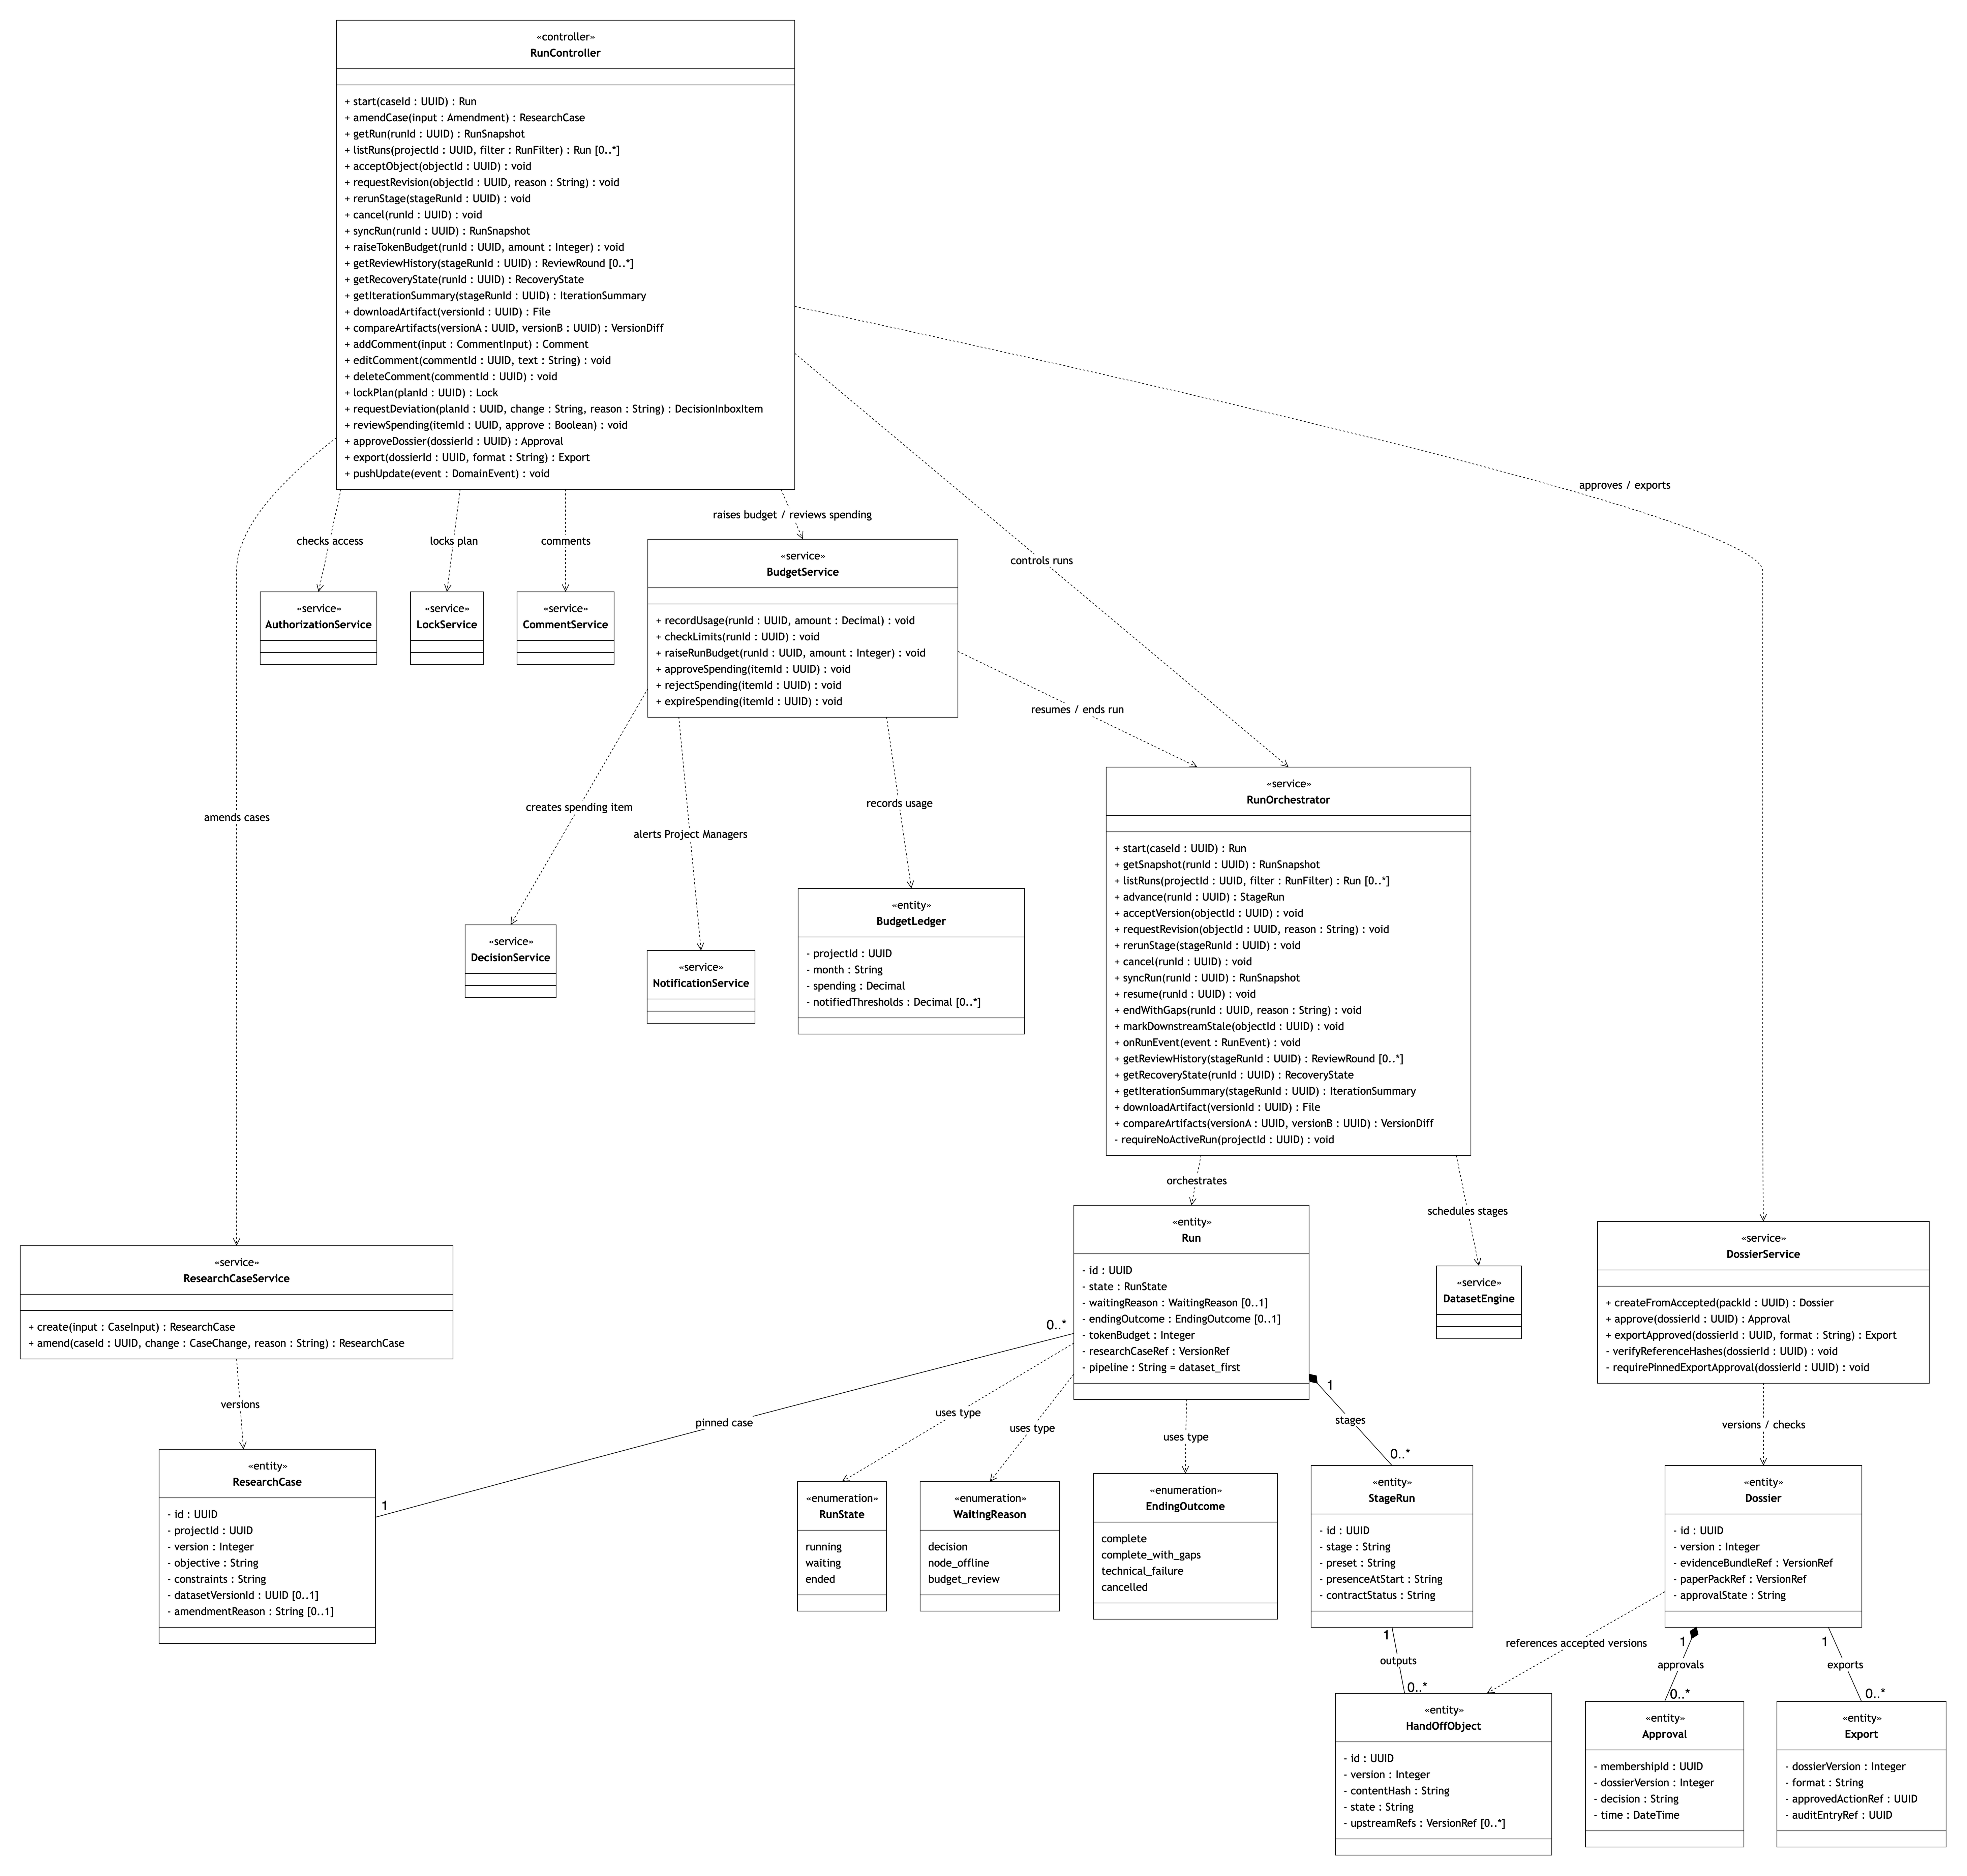 «controller»
RunController
+ start(caseId : UUID) : Run
+ amendCase(input : Amendment) : ResearchCase
+ getRun(runId : UUID) : RunSnapshot
+ listRuns(projectId : UUID, filter : RunFilter) : Run [0..*]
+ acceptObject(objectId : UUID) : void
+ requestRevision(objectId : UUID, reason : String) : void
+ rerunStage(stageRunId : UUID) : void
+ cancel(runId : UUID) : void
+ syncRun(runId : UUID) : RunSnapshot
+ raiseTokenBudget(runId : UUID, amount : Integer) : void
+ getReviewHistory(stageRunId : UUID) : ReviewRound [0..*]
+ getRecoveryState(runId : UUID) : RecoveryState
+ getIterationSummary(stageRunId : UUID) : IterationSummary
+ downloadArtifact(versionId : UUID) : File
+ compareArtifacts(versionA : UUID, versionB : UUID) : VersionDiff
+ addComment(input : CommentInput) : Comment
+ editComment(commentId : UUID, text : String) : void
+ deleteComment(commentId : UUID) : void
+ lockPlan(planId : UUID) : Lock
+ requestDeviation(planId : UUID, change : String, reason : String) : DecisionInboxItem
+ reviewSpending(itemId : UUID, approve : Boolean) : void
+ approveDossier(dossierId : UUID) : Approval
+ export(dossierId : UUID, format : String) : Export
+ pushUpdate(event : DomainEvent) : void
approves / exports
raises budget / reviews spending
checks access
locks plan
comments
controls runs
«service»
BudgetService
+ recordUsage(runId : UUID, amount : Decimal) : void
+ checkLimits(runId : UUID) : void
+ raiseRunBudget(runId : UUID, amount : Integer) : void
+ approveSpending(itemId : UUID) : void
+ rejectSpending(itemId : UUID) : void
+ expireSpending(itemId : UUID) : void
«service»
AuthorizationService
«service»
LockService
«service»
CommentService
resumes / ends run
creates spending item
alerts Project Managers
records usage
amends cases
«service»
RunOrchestrator
+ start(caseId : UUID) : Run
+ getSnapshot(runId : UUID) : RunSnapshot
+ listRuns(projectId : UUID, filter : RunFilter) : Run [0..*]
+ advance(runId : UUID) : StageRun
+ acceptVersion(objectId : UUID) : void
+ requestRevision(objectId : UUID, reason : String) : void
+ rerunStage(stageRunId : UUID) : void
+ cancel(runId : UUID) : void
+ syncRun(runId : UUID) : RunSnapshot
+ resume(runId : UUID) : void
+ endWithGaps(runId : UUID, reason : String) : void
+ markDownstreamStale(objectId : UUID) : void
+ onRunEvent(event : RunEvent) : void
+ getReviewHistory(stageRunId : UUID) : ReviewRound [0..*]
+ getRecoveryState(runId : UUID) : RecoveryState
+ getIterationSummary(stageRunId : UUID) : IterationSummary
+ downloadArtifact(versionId : UUID) : File
+ compareArtifacts(versionA : UUID, versionB : UUID) : VersionDiff
- requireNoActiveRun(projectId : UUID) : void
«service»
DecisionService
«service»
NotificationService
«entity»
BudgetLedger
- projectId : UUID
- month : String
- spending : Decimal
- notifiedThresholds : Decimal [0..*]
orchestrates
schedules stages
«service»
ResearchCaseService
+ create(input : CaseInput) : ResearchCase
+ amend(caseId : UUID, change : CaseChange, reason : String) : ResearchCase
«entity»
Run
- id : UUID
- state : RunState
- waitingReason : WaitingReason [0..1]
- endingOutcome : EndingOutcome [0..1]
- tokenBudget : Integer
- researchCaseRef : VersionRef
- pipeline : String = dataset_first
«service»
DatasetEngine
«service»
DossierService
+ createFromAccepted(packId : UUID) : Dossier
+ approve(dossierId : UUID) : Approval
+ exportApproved(dossierId : UUID, format : String) : Export
- verifyReferenceHashes(dossierId : UUID) : void
- requirePinnedExportApproval(dossierId : UUID) : void
0..*
1
versions
pinned case
uses type
uses type
uses type
stages
versions / checks
1
0..*
«entity»
ResearchCase
- id : UUID
- projectId : UUID
- version : Integer
- objective : String
- constraints : String
- datasetVersionId : UUID [0..1]
- amendmentReason : String [0..1]
«enumeration»
RunState
running
waiting
ended
«enumeration»
WaitingReason
decision
node_offline
budget_review
«enumeration»
EndingOutcome
complete
complete_with_gaps
technical_failure
cancelled
«entity»
StageRun
- id : UUID
- stage : String
- preset : String
- presenceAtStart : String
- contractStatus : String
«entity»
Dossier
- id : UUID
- version : Integer
- evidenceBundleRef : VersionRef
- paperPackRef : VersionRef
- approvalState : String
1
outputs
0..*
references accepted versions
1
approvals
0..*
1
exports
0..*
«entity»
HandOffObject
- id : UUID
- version : Integer
- contentHash : String
- state : String
- upstreamRefs : VersionRef [0..*]
«entity»
Approval
- membershipId : UUID
- dossierVersion : Integer
- decision : String
- time : DateTime
«entity»
Export
- dossierVersion : Integer
- format : String
- approvedActionRef : UUID
- auditEntryRef : UUID